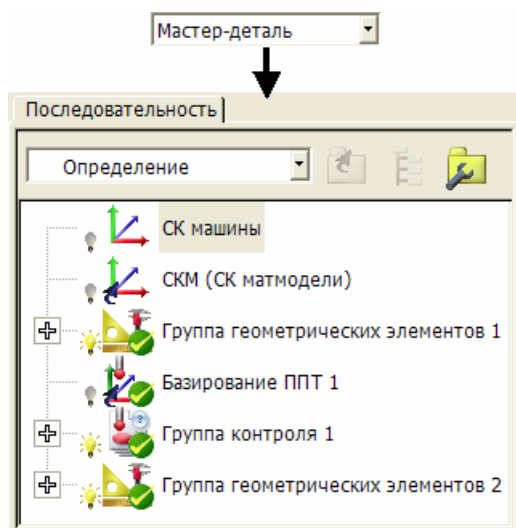 Мастер-деталь
Последовательность
Определение
СК машины
СКМ (СК матмодели)
Группа геометрических элементов 1
Базирование ППТ 1
Группа контроля 1
Группа геометрических элементов 2